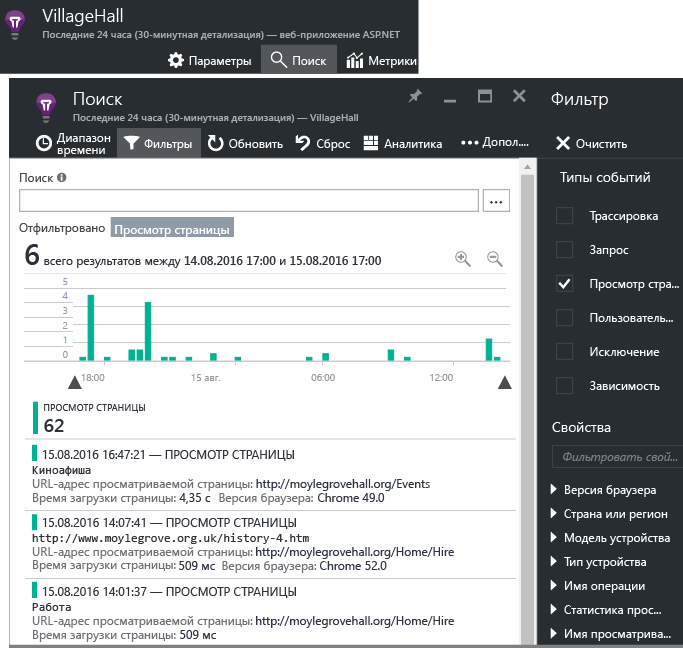 VillageHall
Последние 24 часа (30-минутная детализация) — веб-приложение ASP.NET
Параметры Поиск Метрики
Поиск
Последние 24 часа (30-минутная детализация) — VillageHall
Диапазон времени Фильтры Обновить Сброс Аналитика Допол....
Поиск
...
Отфильтровано Просмотр страницы
6 всего результатов между 14.08.2016 17:00 и 15.08.2016 17:00
5
4
3
2
1
0
18:00 15 авг. 06:00 12:00
ПРОСМОТР СТРАНИЦЫ
62
15.08.2016 16:47:21 — ПРОСМОТР СТРАНИЦЫ
Киноафиша
URL-адрес просматриваемой страницы: http://moylegrovehall.org/Events
Время загрузки страницы: 4,35 с Версия браузера: Chrome 49.0
15.08.2016 14:07:41 — ПРОСМОТР СТРАНИЦЫ
http://www.moylegrove.org.uk/history-4.htm
URL-адрес просматриваемой страницы: http://moylegrovehall.org/Home/Hire
Время загрузки страницы: 509 мс Версия браузера: Chrome 52.0
15.08.2016 14:01:37 — ПРОСМОТР СТРАНИЦЫ
Работа
URL-адрес просматриваемой страницы: http://moylegrovehall.org/Home/Hire
Время загрузки страницы: 509 мс
Фильтр
Очистить
Типы событий
Трассировка
Запрос
Просмотр стра...
Пользователь...
Исключение
Зависимость
Свойства
Фильтровать свой...
Версия браузера
Страна или регион
Модель устройства
Тип устройства
Имя операции
Статистика прос...
Имя просматрива...